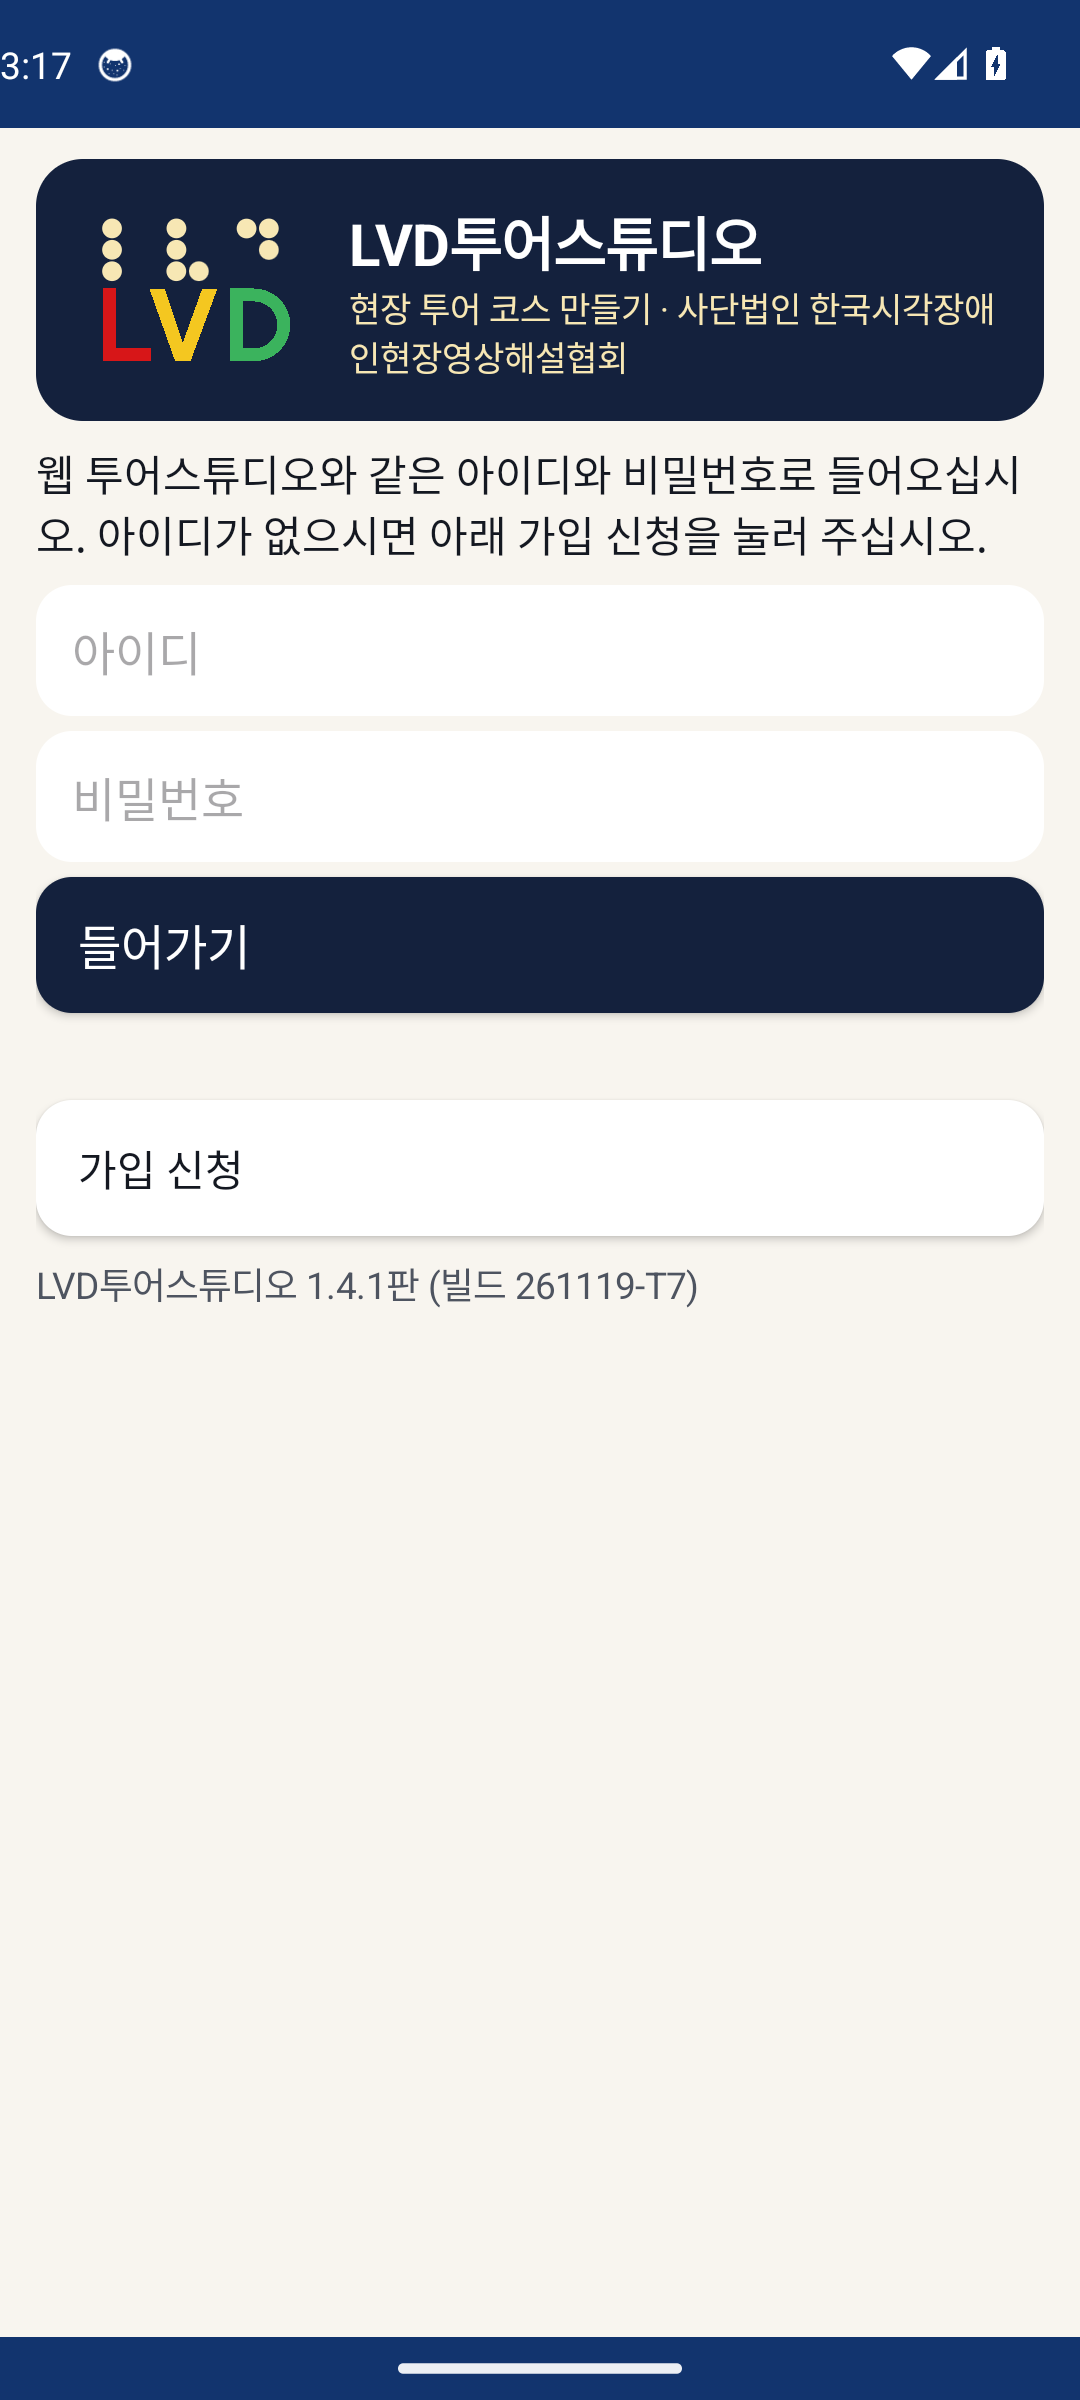 3:17
LVD
LVD투어스튜디오
현장 투어 코스 만들기 · 사단법인 한국시각장애
인현장영상해설협회
웹 투어스튜디오와 같은 아이디와 비밀번호로 들어오십시
오. 아이디가 없으시면 아래 가입 신청을 눌러 주십시오.
아이디
비밀번호
들어가기
가입 신청
LVD투어스튜디오 1.4.1판 (빌드 261119-T7)